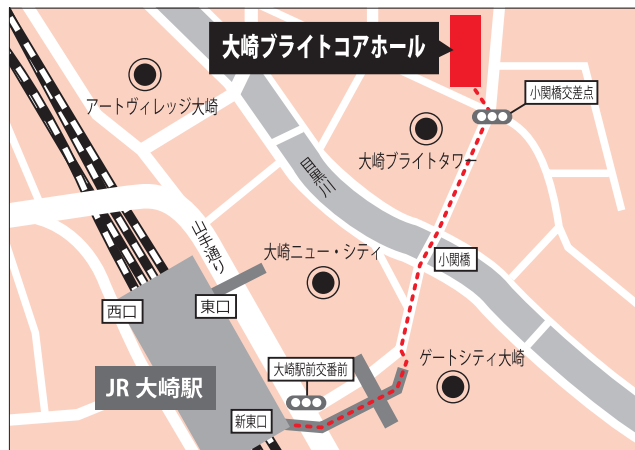 大崎ブライトコアホール
小関橋交差点
アートヴィレッジ大崎
大崎ブライトタワー
目黒川
山手通り
大崎ニュー・シティ
小関橋
西口
東口
ゲートシティ大崎
大崎駅前交番前
JR 大崎駅
新東口